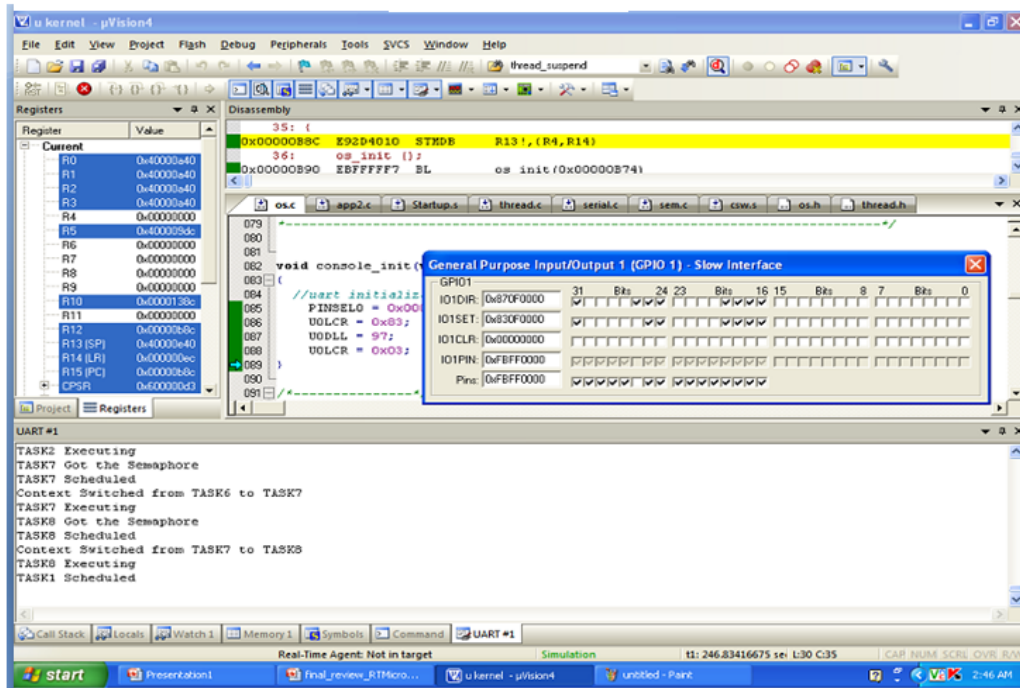 u kernel - µVision4
File Edit View Project Flash Debug Peripherals Tools SVCS Window Help
thread_suspend
Registers
Register Value
Current
R0 0x40000a40
R1 0x40000a40
R2 0x40000a40
R3 0x40000a40
R4 0x00000000
R5 0x400009dc
R6 0x00000000
R7 0x00000000
R8 0x00000000
R9 0x00000000
R10 0x0000138c
R11 0x00000000
R12 0x00000b8c
R13 (SP) 0x40000e40
R14 (LR) 0x000000ec
R15 (PC) 0x00000b8c
CPSR 0x600000d3
Project Registers
Disassembly
35: {
0x00000B8C E92D4010 STMDB R13!,{R4,R14}
36: os_init ();
0x00000B90 EBFFFFF7 BL os_init(0x00000B74)
os.c app2.c Startup.s thread.c serial.c sem.c csw.s os.h thread.h
079 *---------------------------------------------------*/
080
081
082 void console_init(
083 {
084 //uart initializ
085 PINSEL0 = 0x00
086 U0LCR = 0x83;
087 U0DLL = 97;
088 U0LCR = 0x03;
089 }
090
091 /*----------------*
General Purpose Input/Output 1 (GPIO 1) - Slow Interface
GPIO1
31 Bits 24 23 Bits 16 15 Bits 8 7 Bits 0
IO1DIR: 0x870F0000
IO1SET: 0x830F0000
IO1CLR: 0x00000000
IO1PIN: 0xFBFF0000
Pins: 0xFBFF0000
UART #1
TASK2 Executing
TASK7 Got the Semaphore
TASK7 Scheduled
Context Switched from TASK6 to TASK7
TASK7 Executing
TASK8 Got the Semaphore
TASK8 Scheduled
Context Switched from TASK7 to TASK8
TASK8 Executing
TASK1 Scheduled
Call Stack Locals Watch 1 Memory 1 Symbols Command UART #1
Real-Time Agent: Not in target Simulation t1: 246.83416675 sec L:30 C:35 CAP NUM SCRL OVR R/W
start Presentation1 final_review_RTMicro... u kernel - µVision4 untitled - Paint 2:46 AM